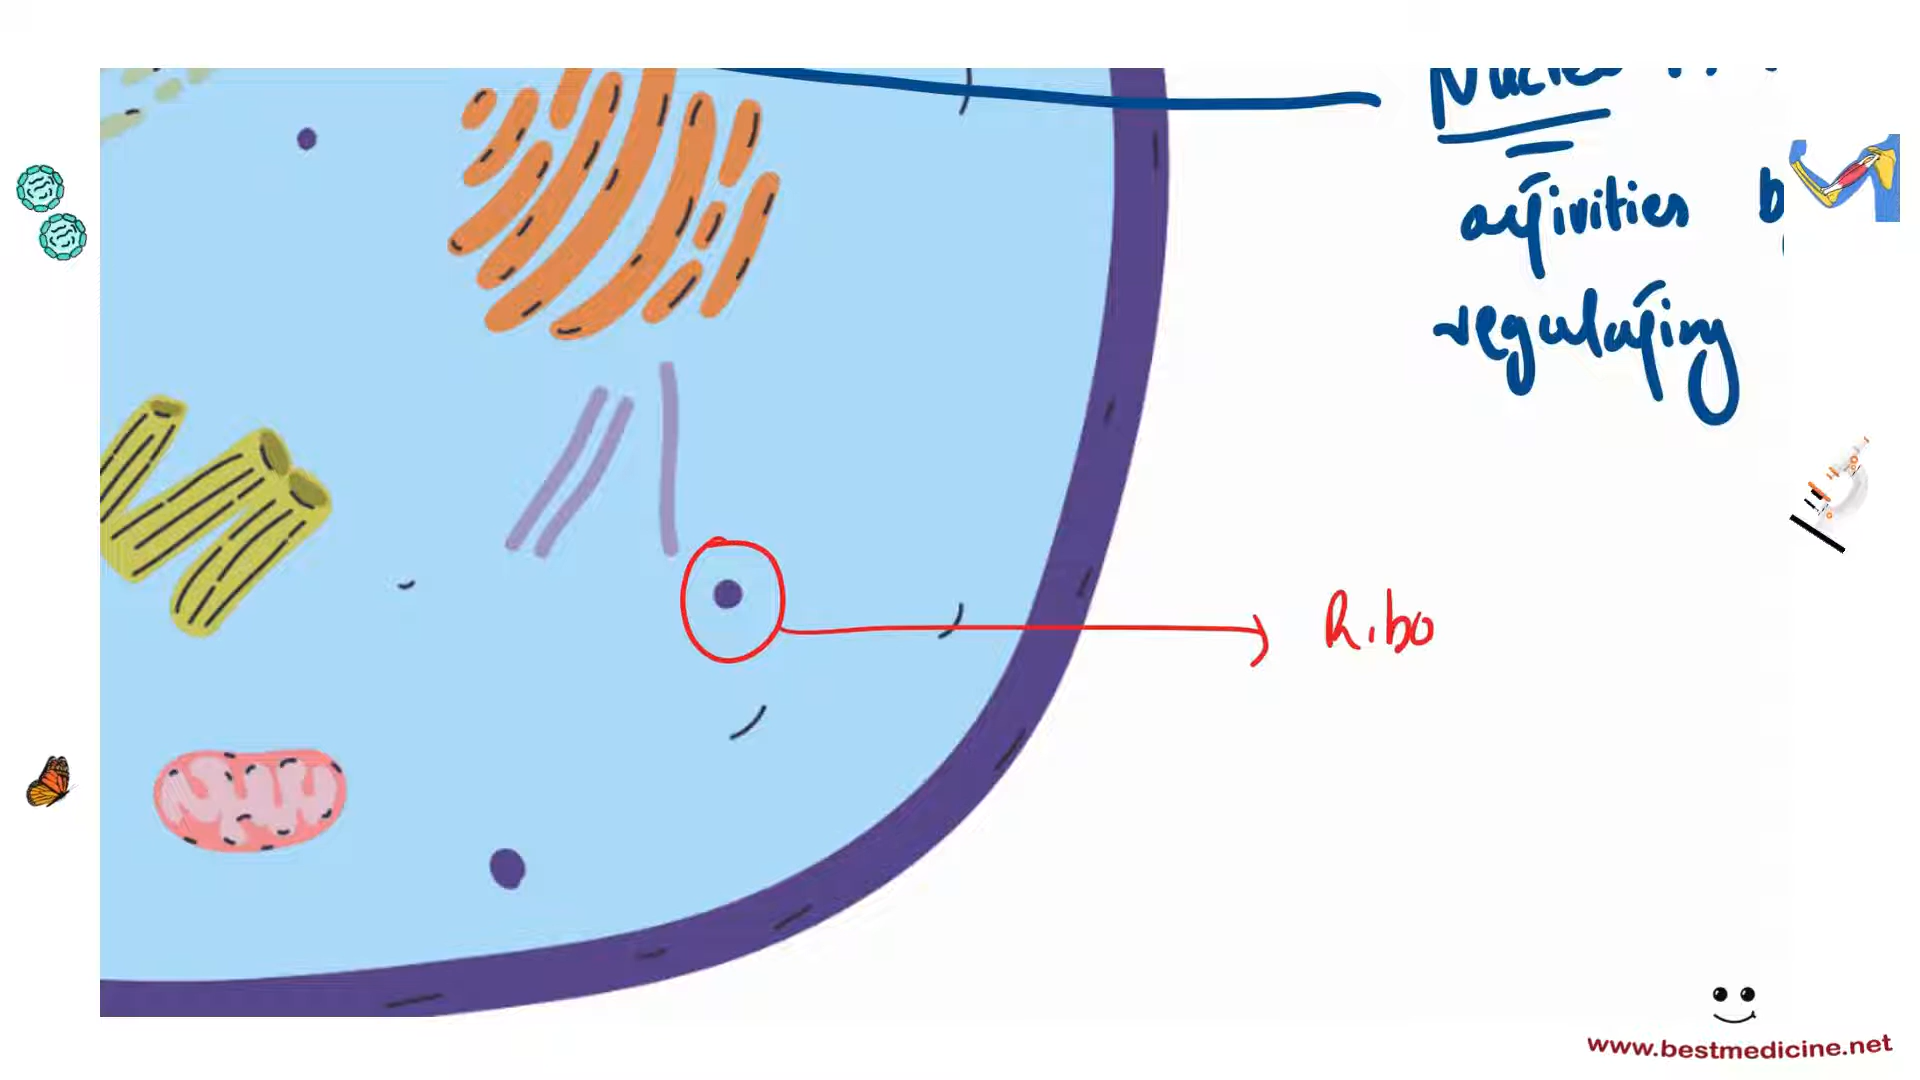 activities
regulating
Ribo
www.bestmedicine.net